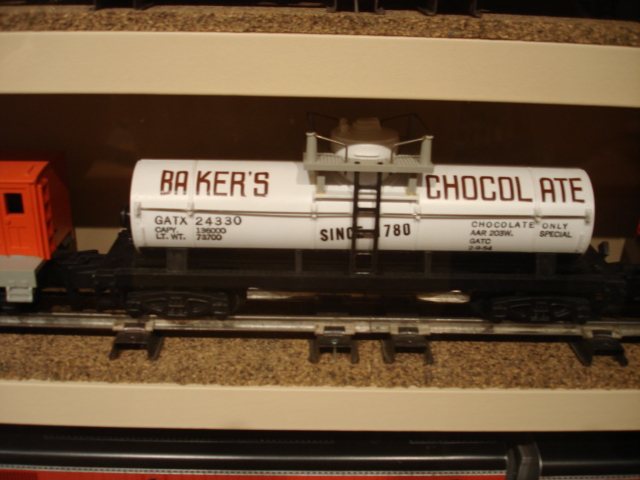 BAKER'S CHOCOLATE
GATX 24330
CAPY. 136000
LT. WT. 73700
SINCE 1780
CHOCOLATE ONLY
AAR 203W. SPECIAL
GATC